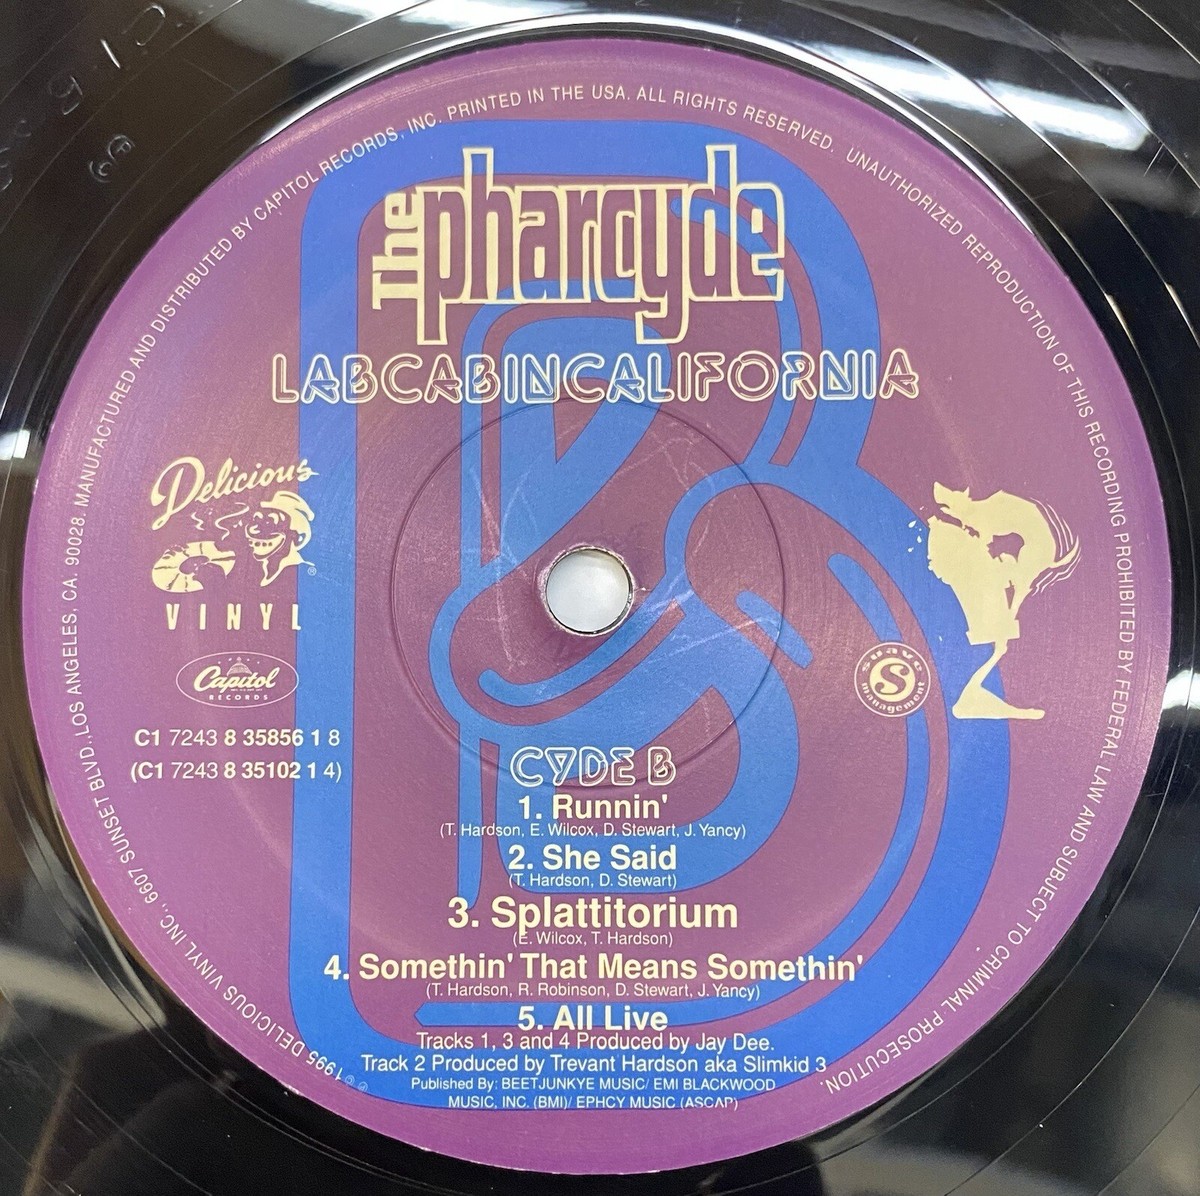 The pharcyde
LABCABINCALIFORNIA
Delicious
VINYL
®
Capitol
RECORDS
suave
S
management
C1 7243 8 35856 1 8
(C1 7243 8 35102 1 4)
CYDE B
1. Runnin'
(T. Hardson, E. Wilcox, D. Stewart, J. Yancy)
2. She Said
(T. Hardson, D. Stewart)
3. Splattitorium
(E. Wilcox, T. Hardson)
4. Somethin' That Means Somethin'
(T. Hardson, R. Robinson, D. Stewart, J. Yancy)
5. All Live
Tracks 1, 3 and 4 Produced by Jay Dee.
Track 2 Produced by Trevant Hardson aka Slimkid 3
Published By: BEETJUNKYE MUSIC/ EMI BLACKWOOD
MUSIC, INC. (BMI)/ EPHCY MUSIC (ASCAP)
℗©1995 DELICIOUS VINYL INC, 6607 SUNSET BLVD., LOS ANGELES, CA. 90028. MANUFACTURED AND DISTRIBUTED BY CAPITOL RECORDS, INC. PRINTED IN THE USA. ALL RIGHTS RESERVED. UNAUTHORIZED REPRODUCTION OF THIS RECORDING PROHIBITED BY FEDERAL LAW AND SUBJECT TO CRIMINAL PROSECUTION.